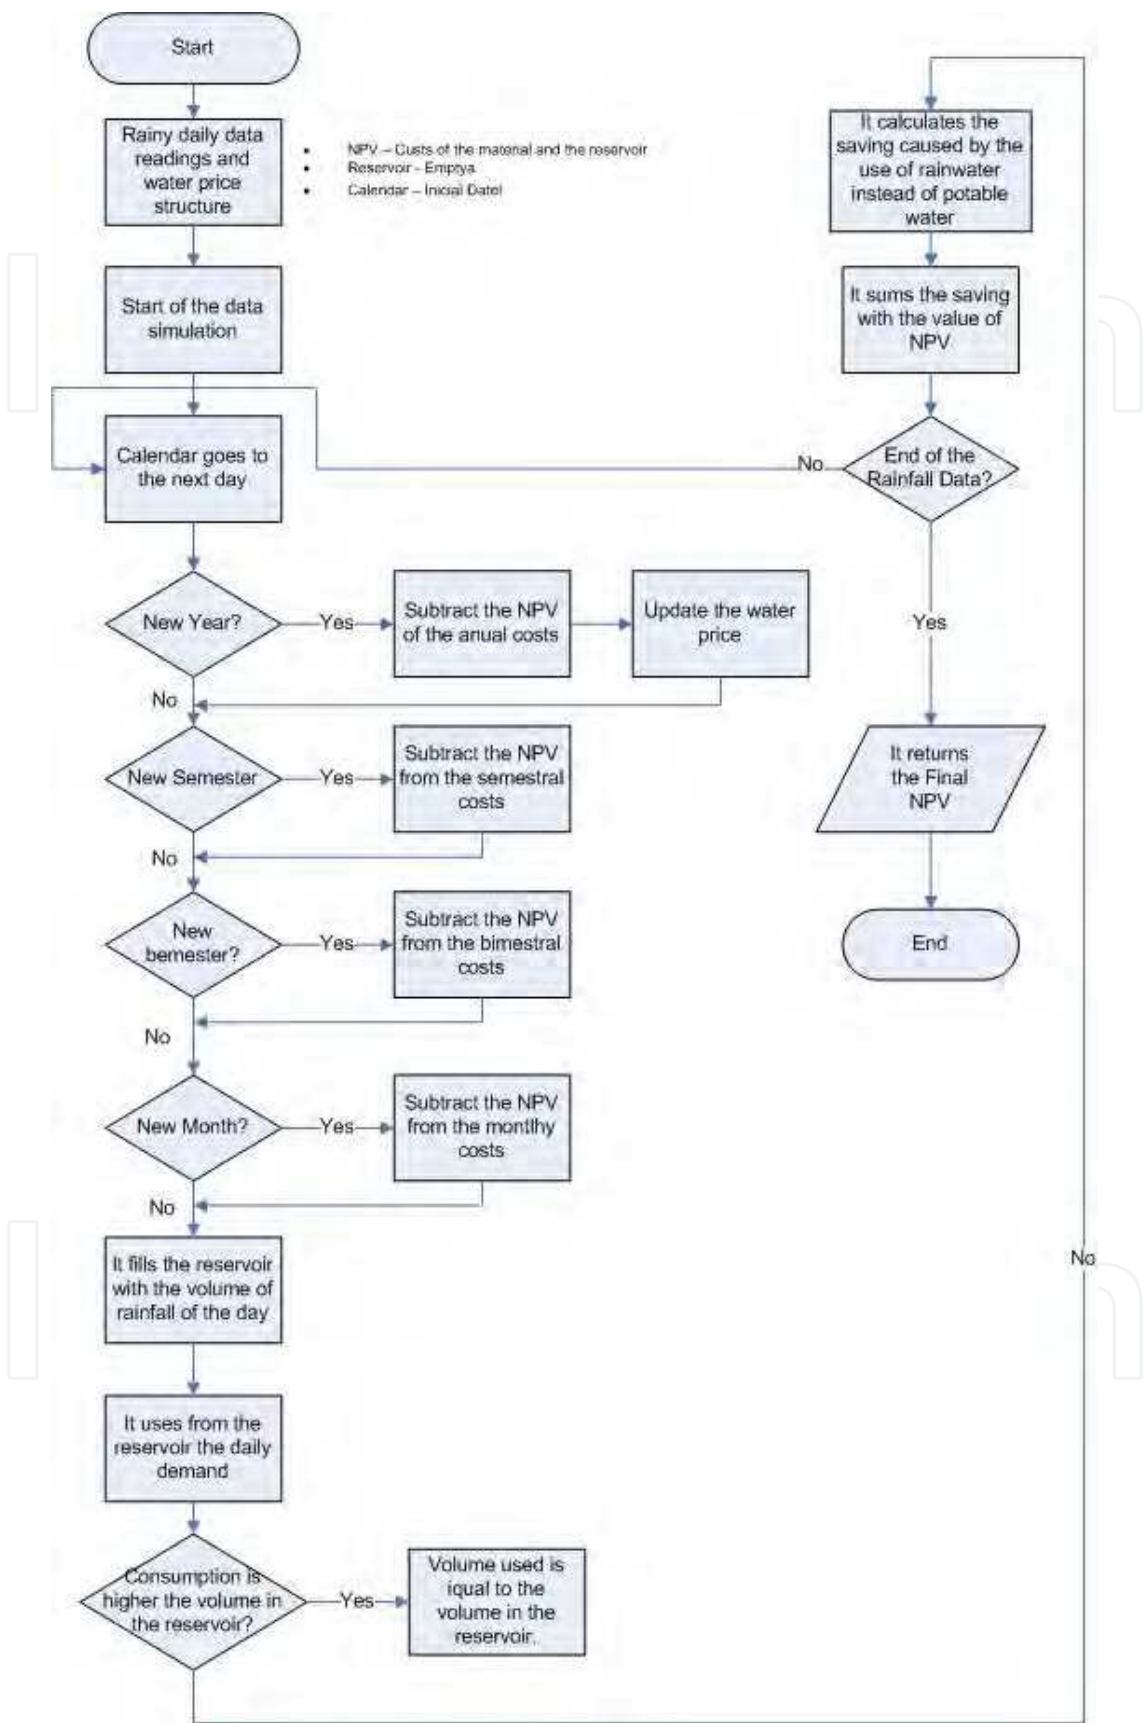 Start
Rainy daily data
readings and
water price
structure
• NPV – Custs of the material and the reservoir
• Reservoir - Emptya
• Calendar – Inicial Datel
Start of the data
simulation
Calendar goes to
the next day
New Year?
Yes
Subtract the NPV
of the anual costs
Update the water
price
No
New Semester
Yes
Subtract the NPV
from the semestral
costs
No
New
bemester?
Yes
Subtract the NPV
from the bimestral
costs
No
New Month?
Yes
Subtract the NPV
from the montlhy
costs
No
It fills the reservoir
with the volume of
rainfall of the day
It uses from the
reservoir the daily
demand
Consumption is
higher the volume in
the reservoir?
Yes
Volume used is
iqual to the
volume in the
reservoir.
No
It calculates the
saving caused by the
use of rainwater
instead of potable
water
It sums the saving
with the value of
NPV
End of the
Rainfall Data?
No
Yes
It returns
the Final
NPV
End